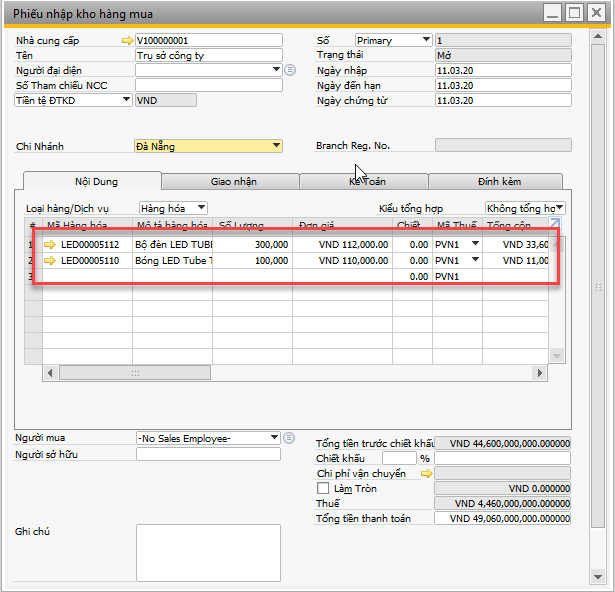 Phiếu nhập kho hàng mua
Nhà cung cấp V100000001 Số Primary 1
Tên Trụ sở công ty Trạng thái Mở
Người đại diện Ngày nhập 11.03.20
Số Tham chiếu NCC Ngày đến hạn 11.03.20
Tiền tệ ĐTKD VND Ngày chứng từ 11.03.20
Chi Nhánh Đà Nẵng Branch Reg. No.
Nội Dung Giao nhận Kế Toán Đính kèm
Loại hàng/Dịch vụ Hàng hóa Kiểu tổng hợp Không tổng hợ
# Mã Hàng hóa Mô tả hàng hóa Số Lượng Đơn giá Chiết Mã Thuế Tổng cộn
1 LED00005112 Bộ đèn LED TUBE 300,000 VND 112,000.00 0.00 PVN1 VND 33,60
2 LED00005110 Bóng LED Tube T 100,000 VND 110,000.00 0.00 PVN1 VND 11,00
3 0.00 PVN1
Người mua -No Sales Employee- Tổng tiền trước chiết khấu VND 44,600,000,000.000000
Người sở hữu Chiết khấu %
Chi phí vận chuyển
Làm Tròn VND 0.000000
Thuế VND 4,460,000,000.000000
Tổng tiền thanh toán VND 49,060,000,000.000000
Ghi chú